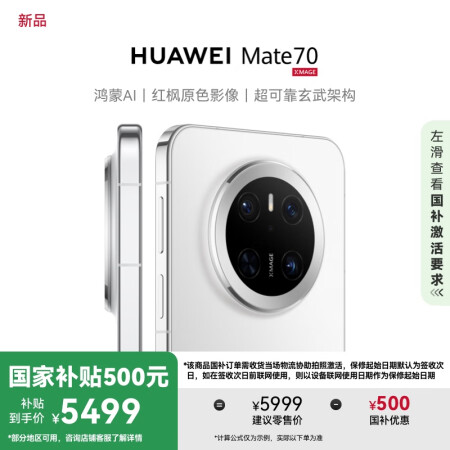 新品
HUAWEI Mate70
XMAGE
鸿蒙AI | 红枫原色影像 | 超可靠玄武架构
XMAGE
左滑查看
国补激活要求
国家补贴500元
补贴
到手价 ¥5499
*部分地区可用，咨询店铺客服了解详情
*该商品国补订单需收货当场物流协助拍照激活，保修起始日期默认为签收次
日，如在签收次日前联网使用，则以设备联网使用日期作为保修起始日期
= ¥5999 - ¥500
建议零售价 国补优惠
*计算公式仅为示例，实际以下单为准